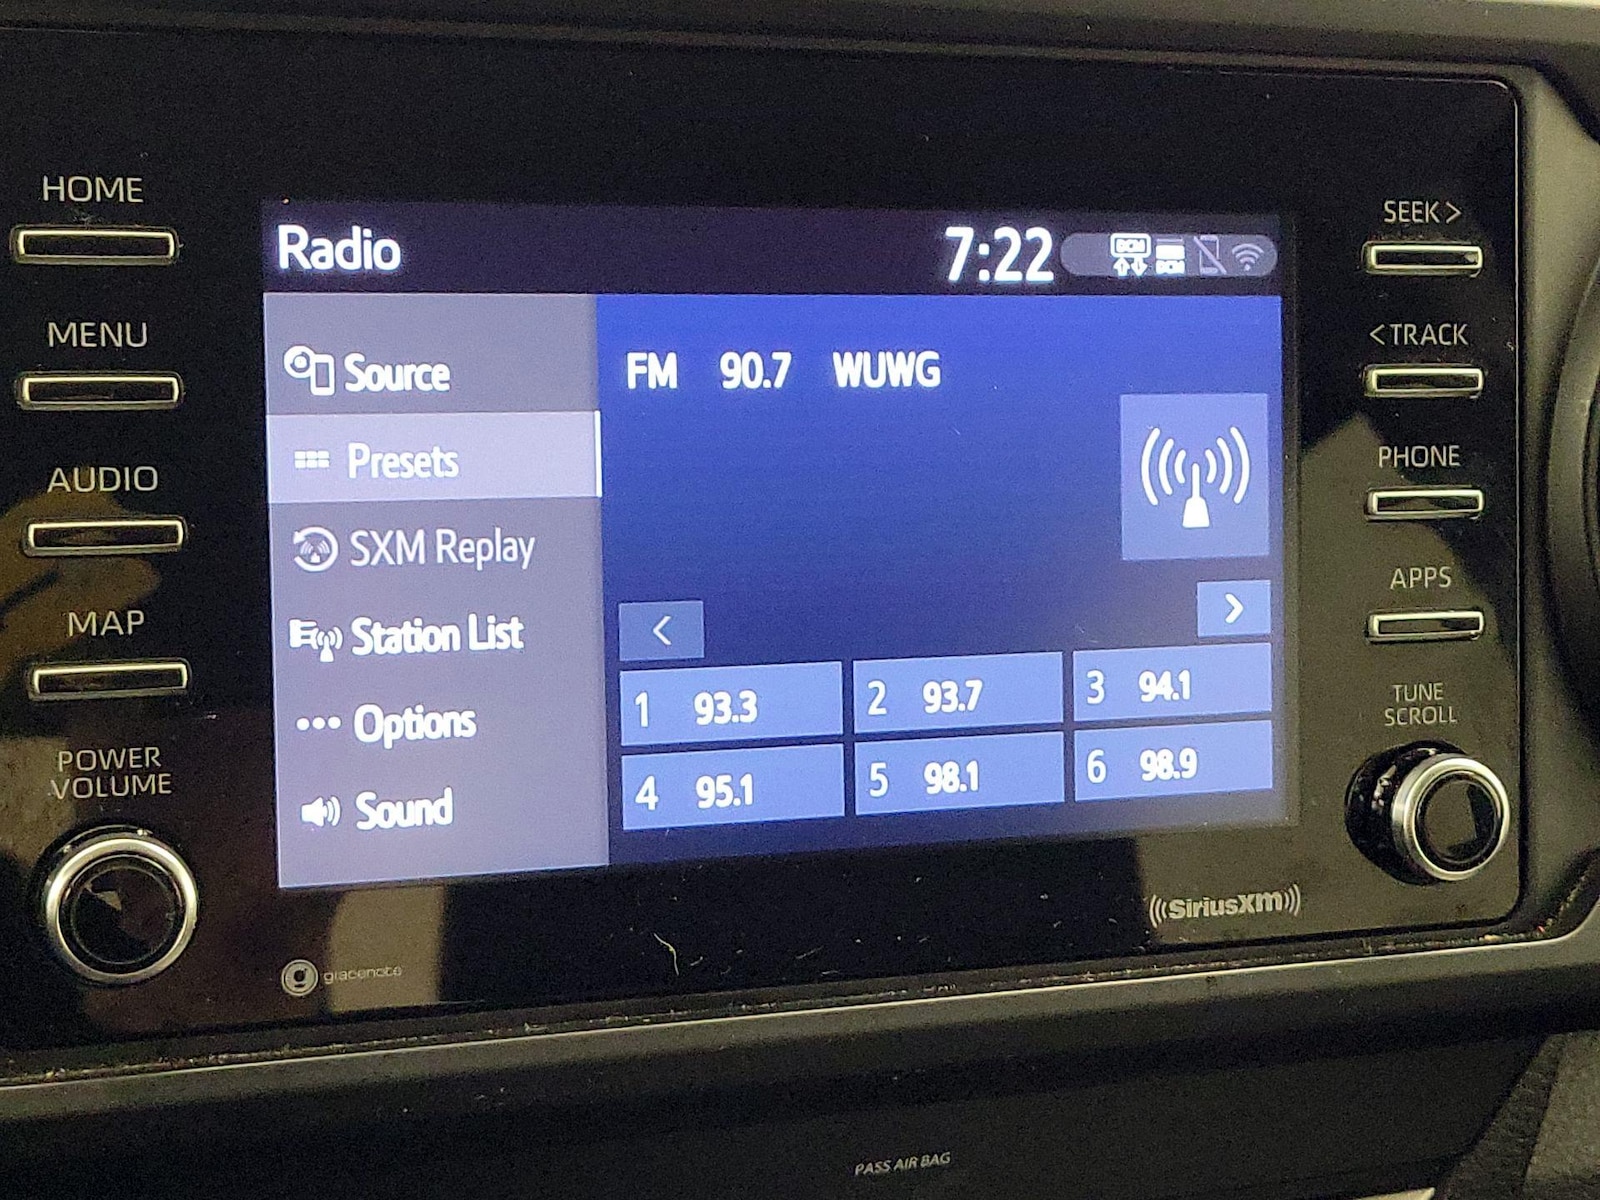 HOME
MENU
AUDIO
MAP
POWER
VOLUME
Radio
7:22
DCM
DCM
Source
Presets
SXM Replay
Station List
Options
Sound
FM 90.7 WUWG
<
>
1 93.3
2 93.7
3 94.1
4 95.1
5 98.1
6 98.9
SEEK >
< TRACK
PHONE
APPS
TUNE
SCROLL
((SiriusXM))
gracenote
PASS AIR BAG